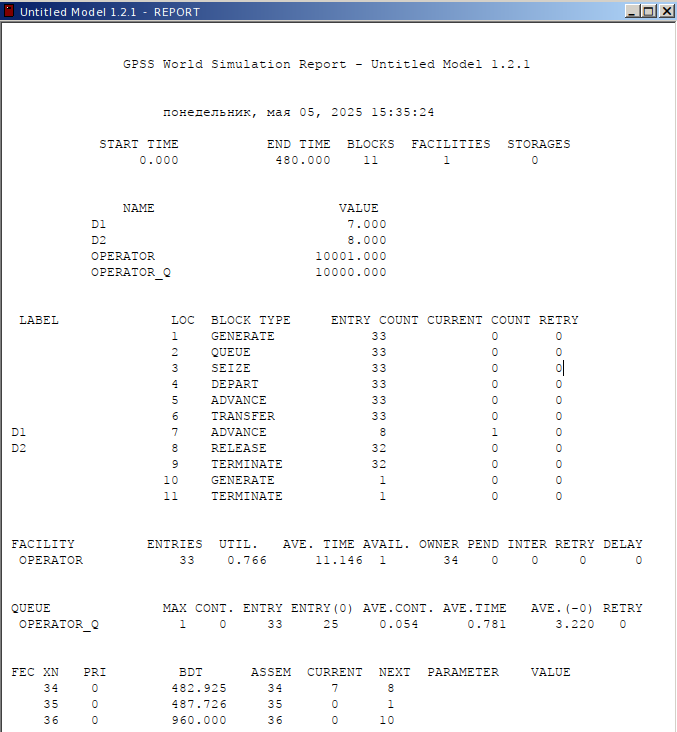 Untitled Model 1.2.1 - REPORT
GPSS World Simulation Report - Untitled Model 1.2.1
понедельник, мая 05, 2025 15:35:24
START TIME END TIME BLOCKS FACILITIES STORAGES
0.000 480.000 11 1 0
NAME VALUE
D1 7.000
D2 8.000
OPERATOR 10001.000
OPERATOR_Q 10000.000
LABEL LOC BLOCK TYPE ENTRY COUNT CURRENT COUNT RETRY
1 GENERATE 33 0 0
2 QUEUE 33 0 0
3 SEIZE 33 0 0
4 DEPART 33 0 0
5 ADVANCE 33 0 0
6 TRANSFER 33 0 0
D1 7 ADVANCE 8 1 0
D2 8 RELEASE 32 0 0
9 TERMINATE 32 0 0
10 GENERATE 1 0 0
11 TERMINATE 1 0 0
FACILITY ENTRIES UTIL. AVE. TIME AVAIL. OWNER PEND INTER RETRY DELAY
OPERATOR 33 0.766 11.146 1 34 0 0 0 0
QUEUE MAX CONT. ENTRY ENTRY(0) AVE.CONT. AVE.TIME AVE.(-0) RETRY
OPERATOR_Q 1 0 33 25 0.054 0.781 3.220 0
FEC XN PRI BDT ASSEM CURRENT NEXT PARAMETER VALUE
34 0 482.925 34 7 8
35 0 487.726 35 0 1
36 0 960.000 36 0 10